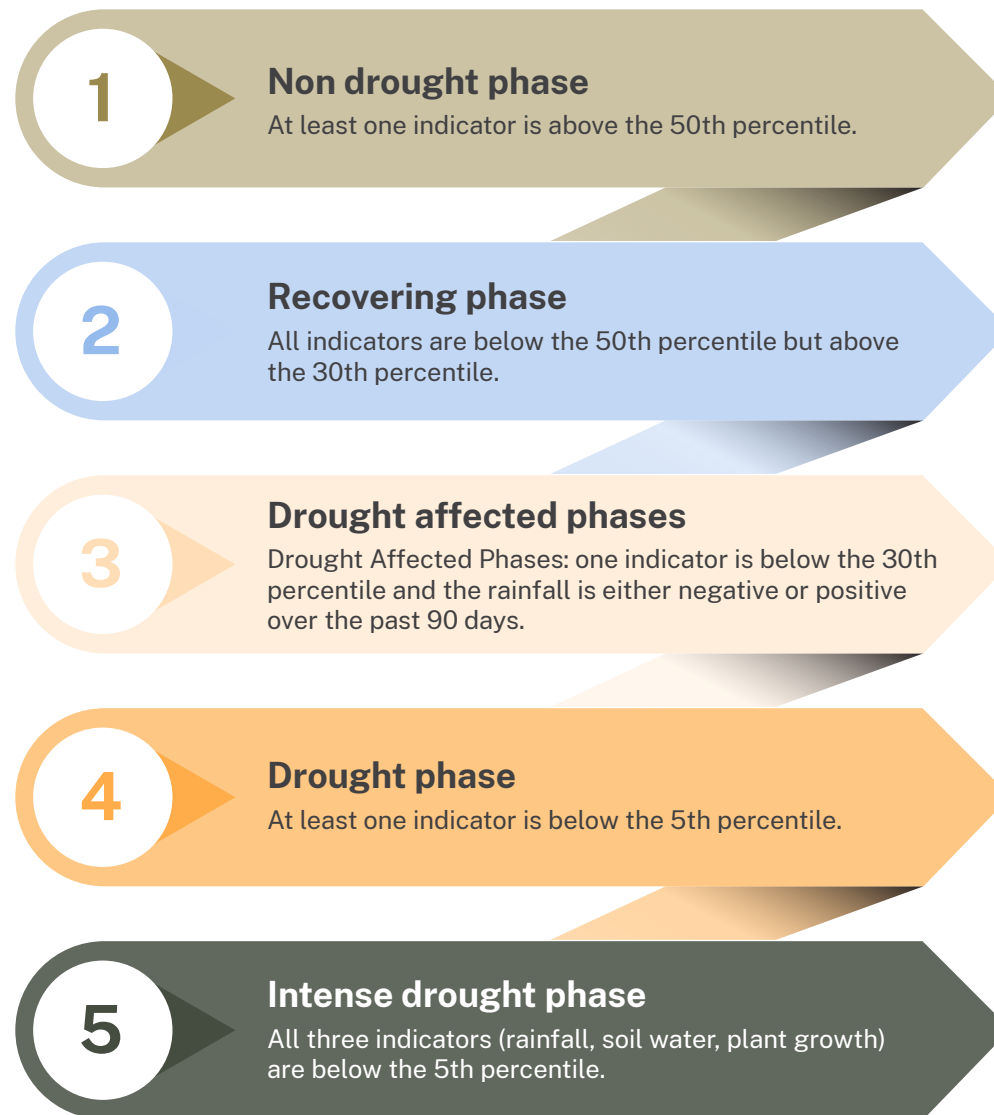 1
Non drought phase
At least one indicator is above the 50th percentile.
2
Recovering phase
All indicators are below the 50th percentile but above
the 30th percentile.
3
Drought affected phases
Drought Affected Phases: one indicator is below the 30th
percentile and the rainfall is either negative or positive
over the past 90 days.
4
Drought phase
At least one indicator is below the 5th percentile.
5
Intense drought phase
All three indicators (rainfall, soil water, plant growth)
are below the 5th percentile.